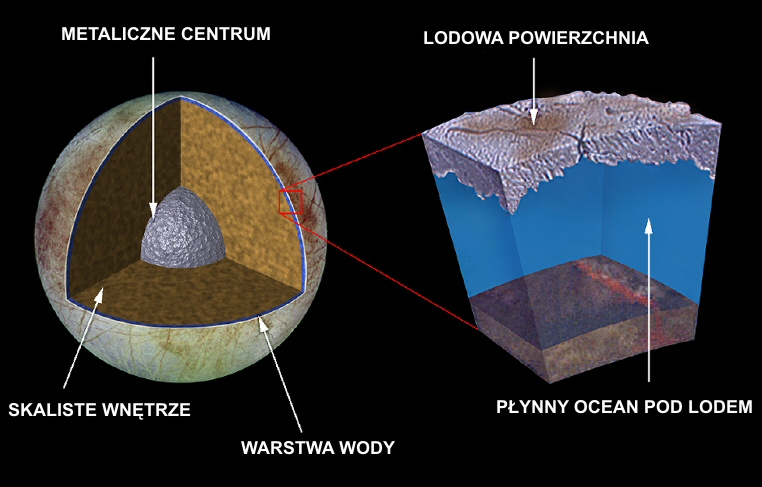 METALICZNE CENTRUM
LODOWA POWIERZCHNIA
SKALISTE WNĘTRZE
WARSTWA WODY
PŁYNNY OCEAN POD LODEM